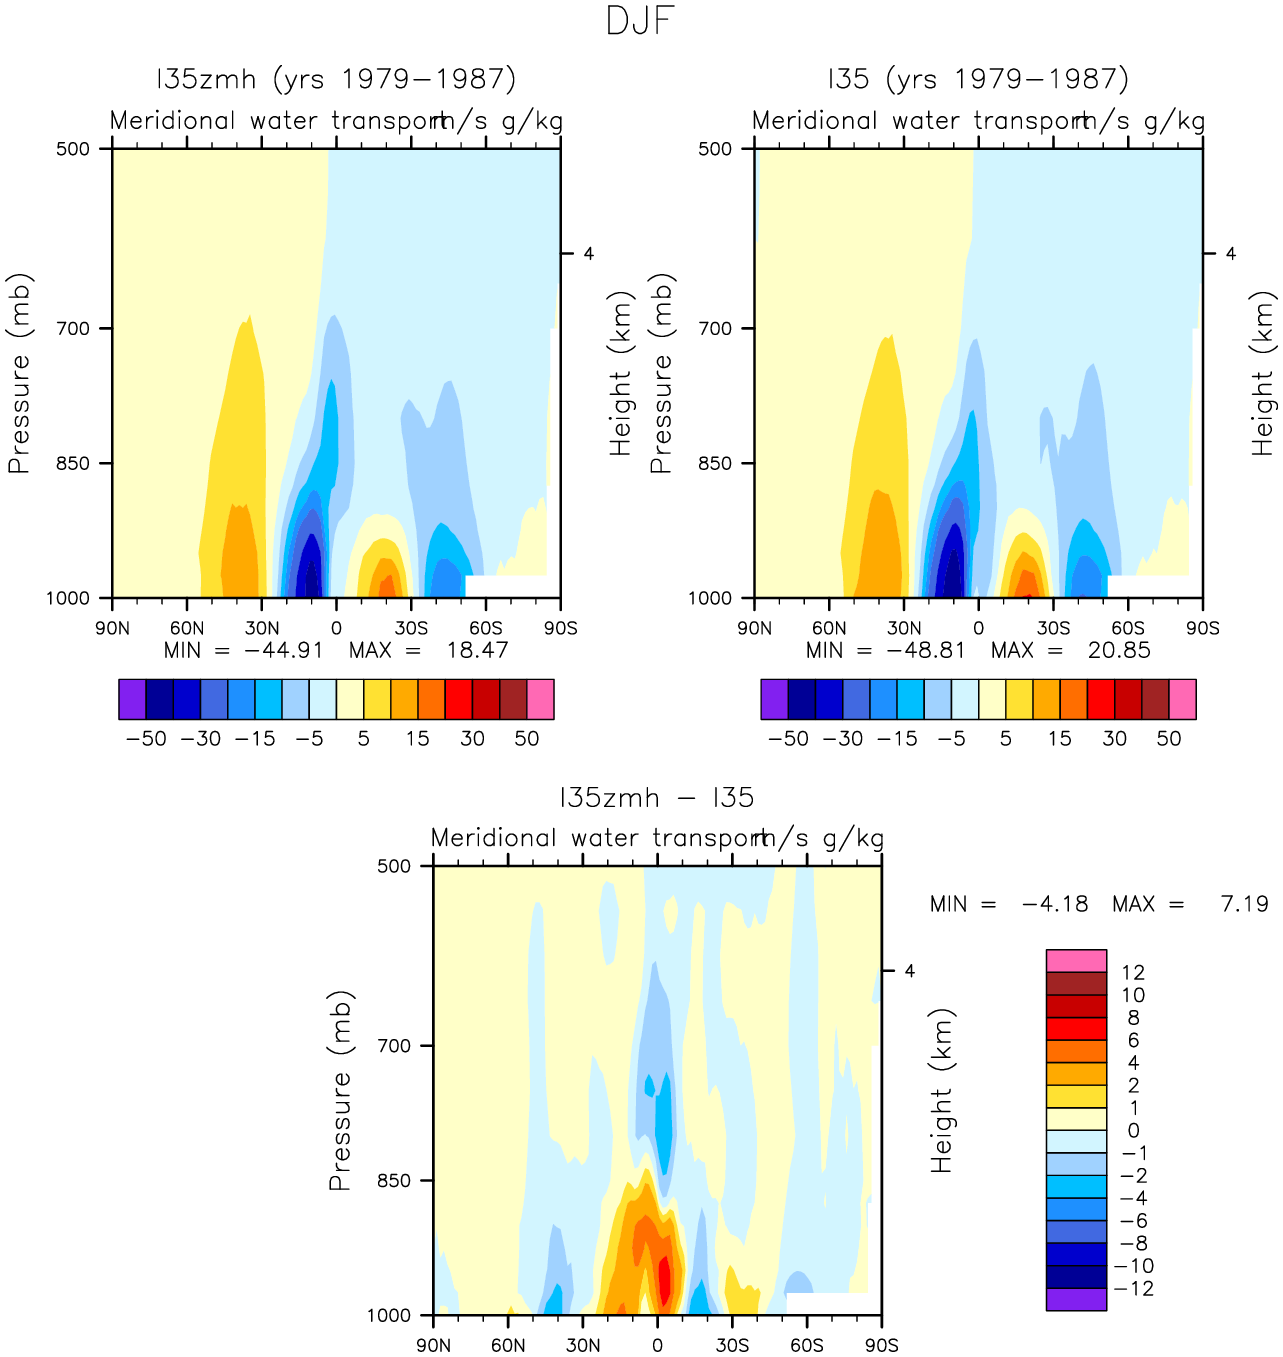 DJF
I35zmh (yrs 1979−1987)
Meridional water transport m/s g/kg
500
700
850
1000
Pressure (mb)
4
Height (km)
90N 60N 30N 0 30S 60S 90S
MIN = −44.91 MAX = 18.47
−50 −30 −15 −5 5 15 30 50
I35 (yrs 1979−1987)
Meridional water transport m/s g/kg
500
700
850
1000
Pressure (mb)
4
Height (km)
90N 60N 30N 0 30S 60S 90S
MIN = −48.81 MAX = 20.85
−50 −30 −15 −5 5 15 30 50
I35zmh − I35
Meridional water transport m/s g/kg
500
700
850
1000
Pressure (mb)
4
Height (km)
90N 60N 30N 0 30S 60S 90S
MIN = −4.18 MAX = 7.19
12
10
8
6
4
2
1
0
−1
−2
−4
−6
−8
−10
−12